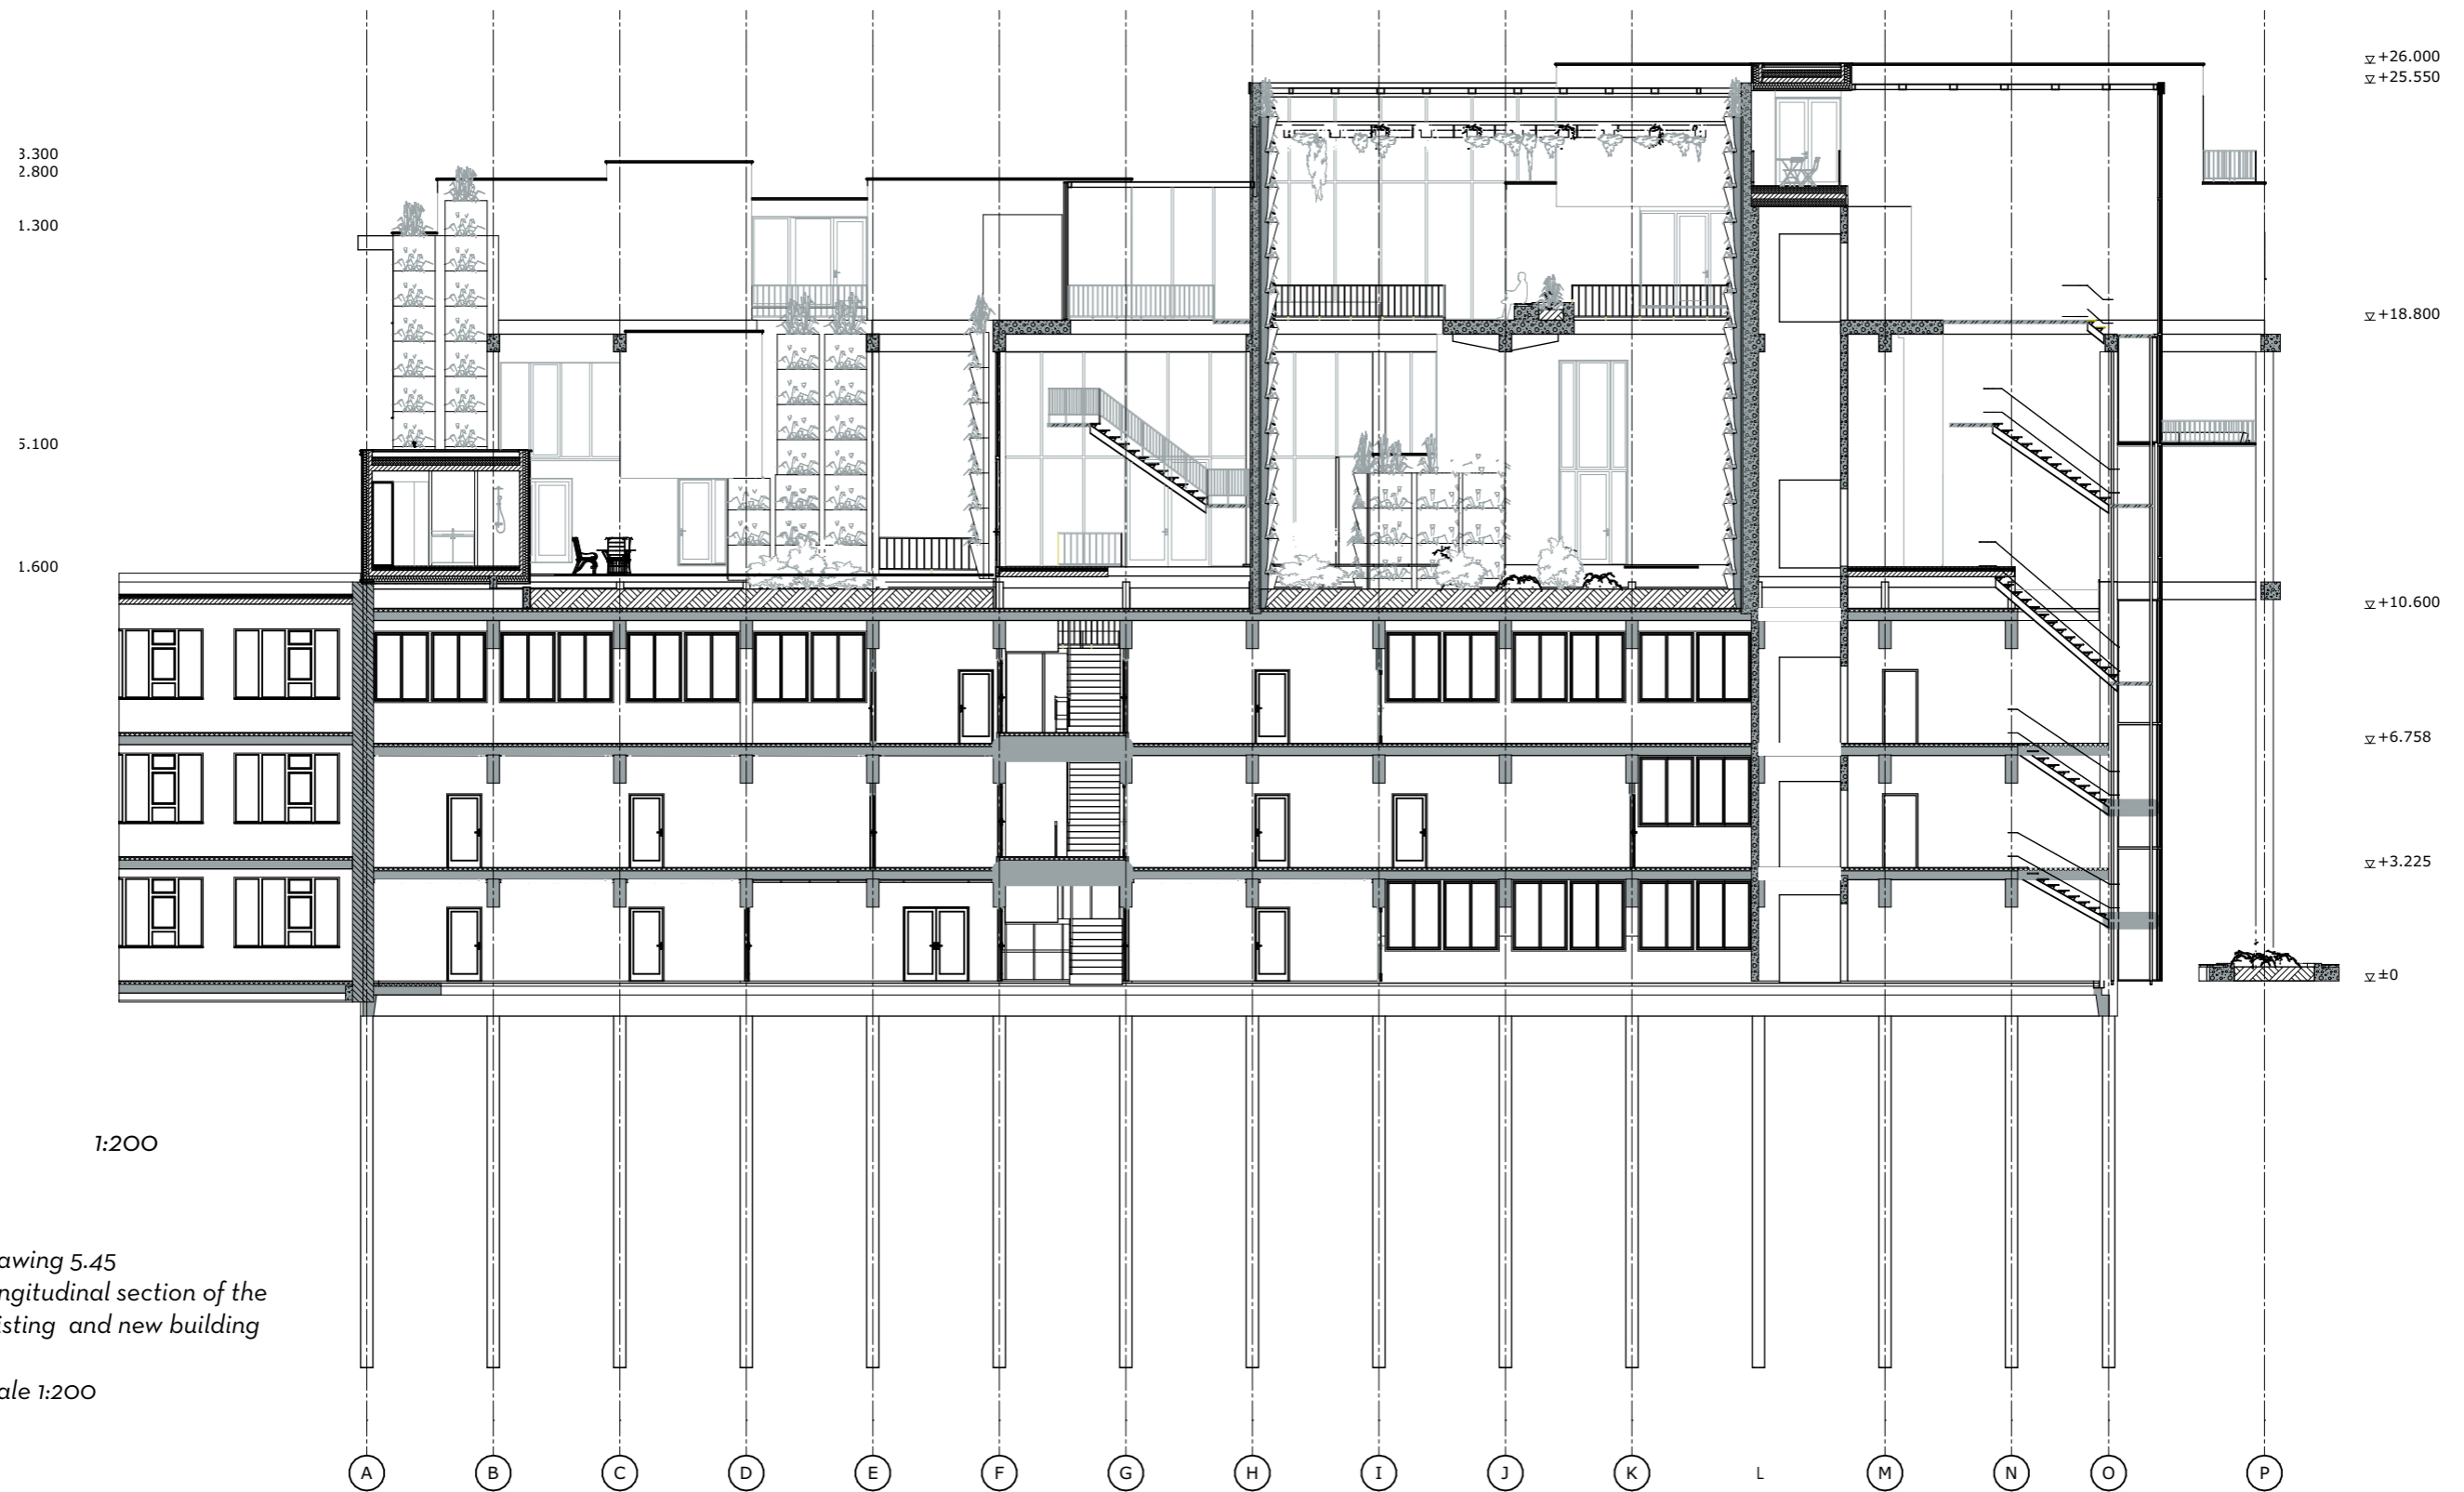 +26.000
+25.550
3.300
2.800
1.300
+18.800
5.100
1.600
+10.600
+6.758
+3.225
±0
1:200
awing 5.45
ngitudinal section of the
isting and new building
ale 1:200
A B C D E F G H I J K L M N O P